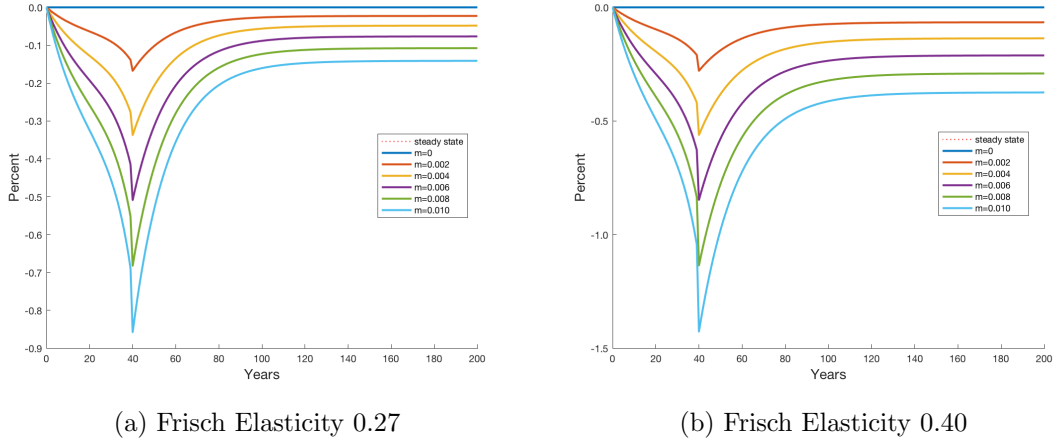 0.0
-0.1
-0.2
-0.3
-0.4
-0.5
-0.6
-0.7
-0.8
-0.9
Percent
0 20 40 60 80 100 120 140 160 180 200
Years
steady state
m=0
m=0.002
m=0.004
m=0.006
m=0.008
m=0.010
(a) Frisch Elasticity 0.27
0.0
-0.5
-1.0
-1.5
Percent
0 20 40 60 80 100 120 140 160 180 200
Years
steady state
m=0
m=0.002
m=0.004
m=0.006
m=0.008
m=0.010
(b) Frisch Elasticity 0.40